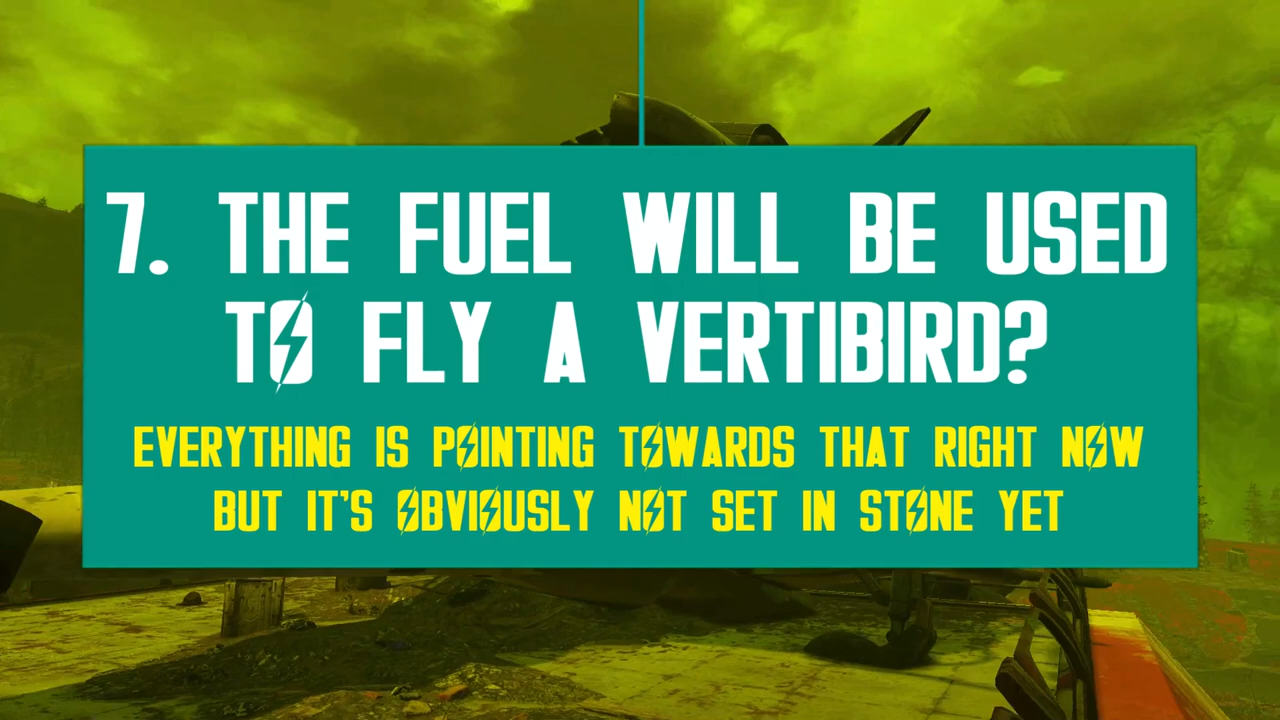 7. THE FUEL WILL BE USED
TO FLY A VERTIBIRD?
EVERYTHING IS POINTING TOWARDS THAT RIGHT NOW
BUT IT'S OBVIOUSLY NOT SET IN STONE YET